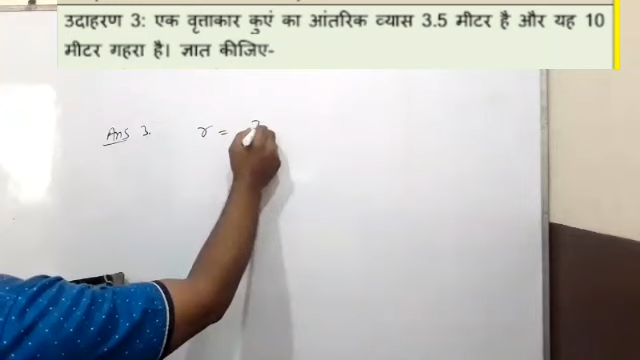 उदाहरण 3: एक वृत्ताकार कुएं का आंतरिक व्यास 3.5 मीटर है और यह 10
मीटर गहरा है। ज्ञात कीजिए-
Ans 3. r =